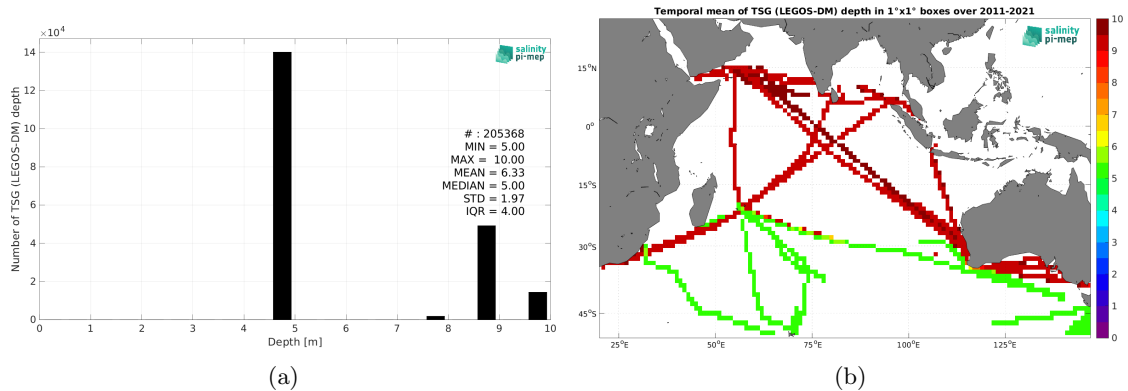 ×10⁴
14
12
10
8
6
4
2
0
Number of TSG (LEGOS-DM) depth
salinity
pi-mep
# : 205368
MIN = 5.00
MAX = 10.00
MEAN = 6.33
MEDIAN = 5.00
STD = 1.97
IQR = 4.00
0 1 2 3 4 5 6 7 8 9 10
Depth [m]
(a)
Temporal mean of TSG (LEGOS-DM) depth in 1°x1° boxes over 2011-2021
salinity
pi-mep
15°N
0°
15°S
30°S
45°S
25°E 50°E 75°E 100°E 125°E
10
9
8
7
6
5
4
3
2
1
0
(b)